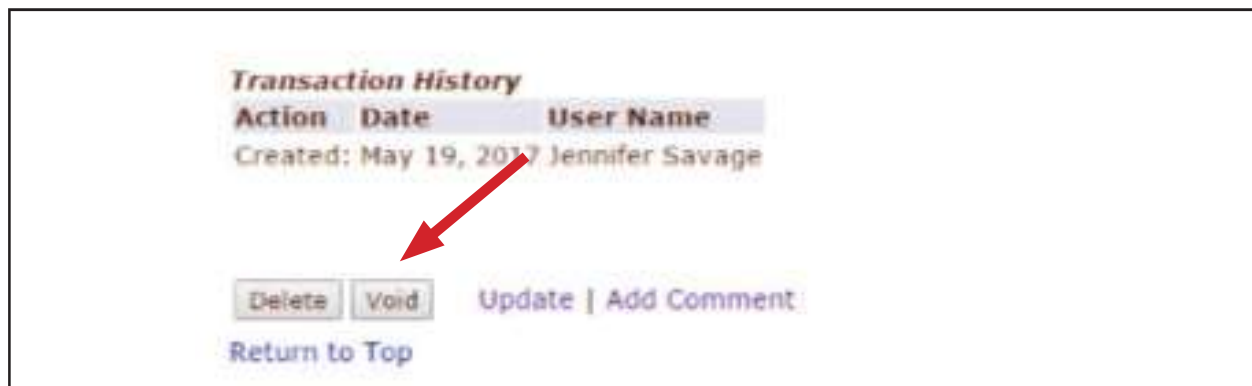 Transaction History
Action Date User Name
Created: May 19, 2017 Jennifer Savage
Delete Void Update | Add Comment
Return to Top